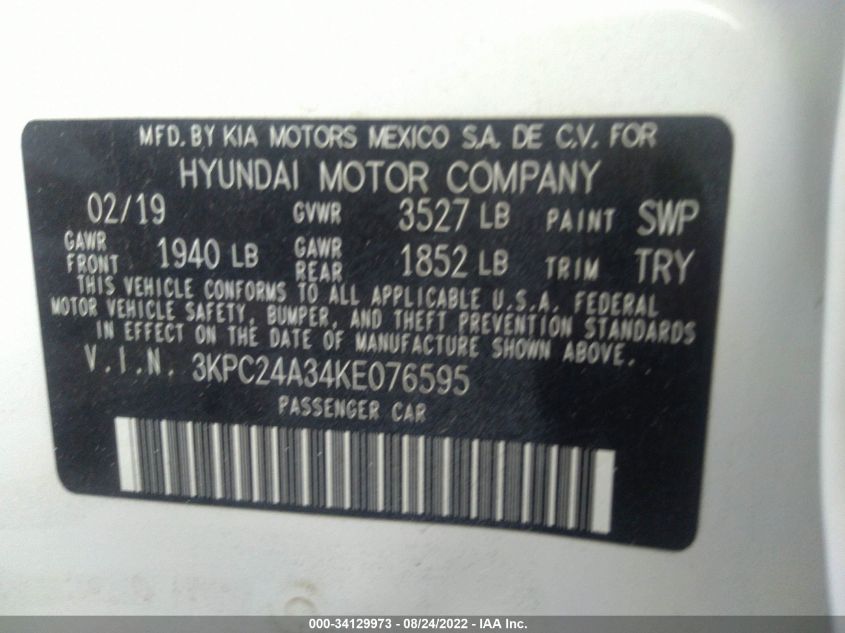 MFD. BY KIA MOTORS MEXICO S.A. DE C.V. FOR
HYUNDAI MOTOR COMPANY
02/19 GVWR 3527 LB PAINT SWP
GAWR FRONT 1940 LB GAWR REAR 1852 LB TRIM TRY
THIS VEHICLE CONFORMS TO ALL APPLICABLE U.S.A. FEDERAL
MOTOR VEHICLE SAFETY, BUMPER, AND THEFT PREVENTION STANDARDS
IN EFFECT ON THE DATE OF MANUFACTURE SHOWN ABOVE.
V.I.N. 3KPC24A34KE076595
PASSENGER CAR
000-34129973 - 08/24/2022 - IAA Inc.